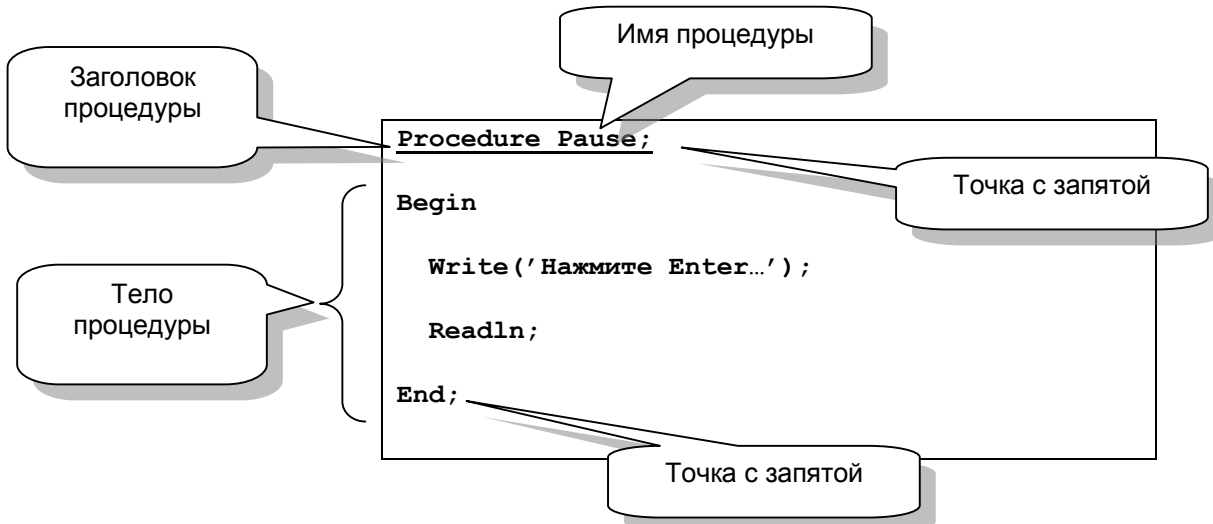 Имя процедуры
Заголовок
процедуры
Procedure Pause;
Точка с запятой
Begin
Write('Нажмите Enter…');
Тело
процедуры
Readln;
End;
Точка с запятой